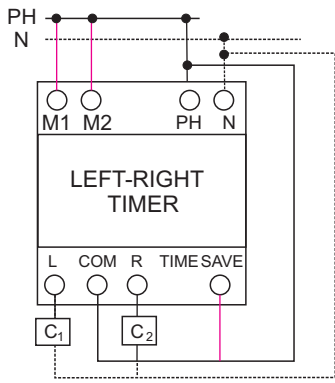 PH
N
M1 M2 PH N
LEFT-RIGHT
TIMER
L COM R TIME SAVE
C1 C2